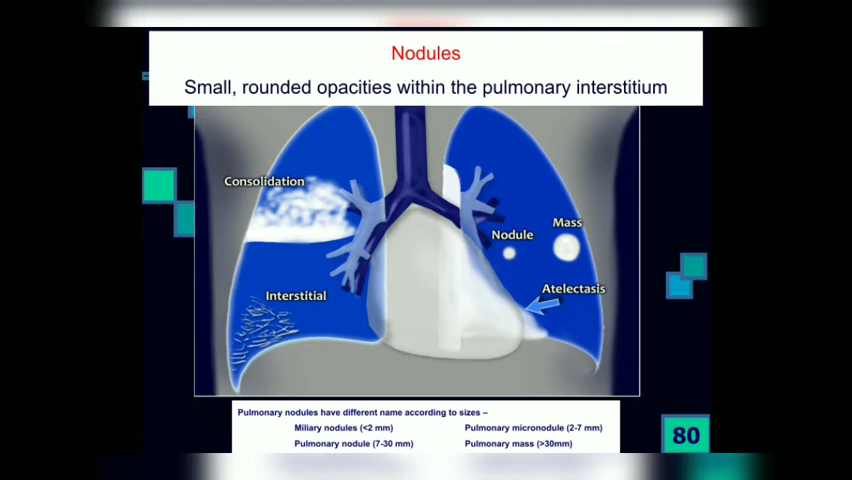 Nodules
Small, rounded opacities within the pulmonary interstitium
Consolidation
Mass
Nodule
Atelectasis
Interstitial
Pulmonary nodules have different name according to sizes –
Miliary nodules (<2 mm) Pulmonary micronodule (2-7 mm)
Pulmonary nodule (7-30 mm) Pulmonary mass (>30mm)
80